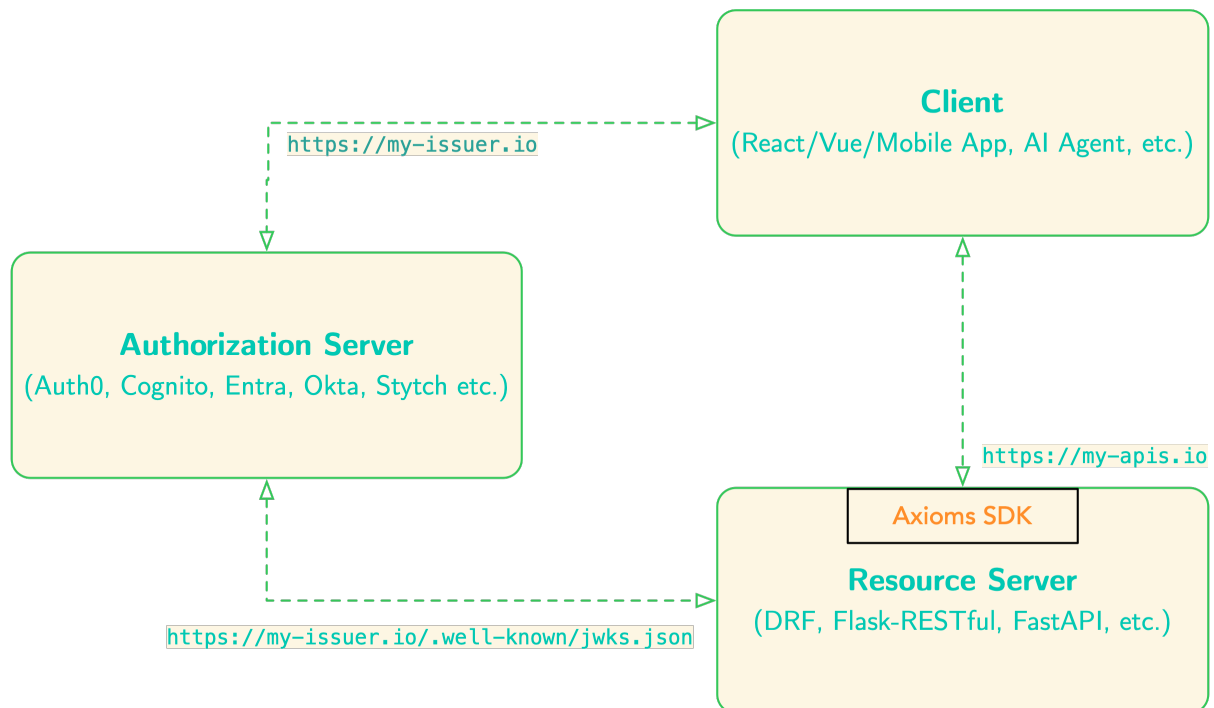 Client
(React/Vue/Mobile App, AI Agent, etc.)
https://my-issuer.io
Authorization Server
(Auth0, Cognito, Entra, Okta, Stytch etc.)
https://my-apis.io
Axioms SDK
Resource Server
(DRF, Flask-RESTful, FastAPI, etc.)
https://my-issuer.io/.well-known/jwks.json